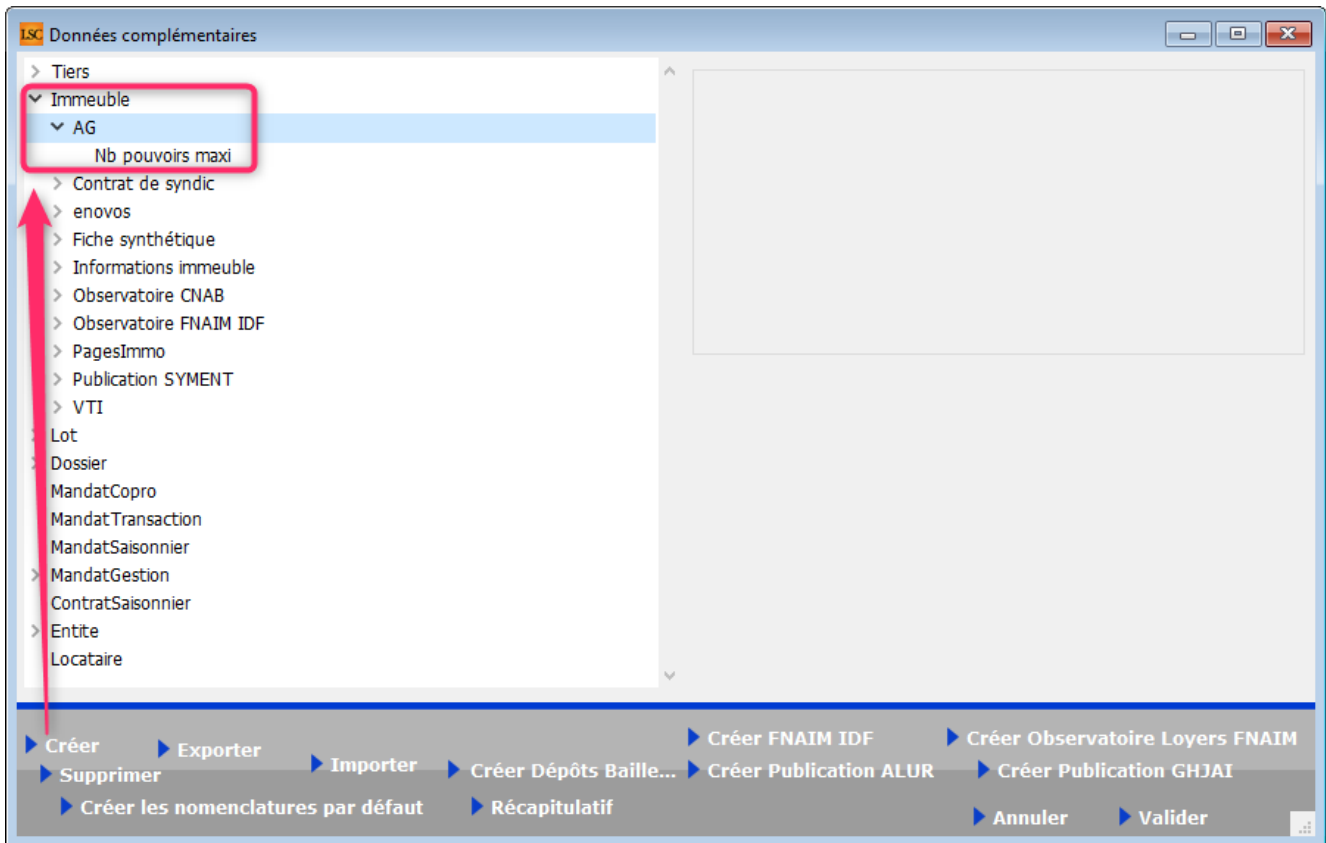 LSC Données complémentaires
Tiers
Immeuble
AG
Nb pouvoirs maxi
Contrat de syndic
enovos
Fiche synthétique
Informations immeuble
Observatoire CNAB
Observatoire FNAIM IDF
PagesImmo
Publication SYMENT
VTI
Lot
Dossier
MandatCopro
MandatTransaction
MandatSaisonnier
MandatGestion
ContratSaisonnier
Entite
Locataire
Créer Exporter Importer Créer FNAIM IDF Créer Observatoire Loyers FNAIM
Supprimer Créer Dépôts Baille... Créer Publication ALUR Créer Publication GHJAI
Créer les nomenclatures par défaut Récapitulatif Annuler Valider